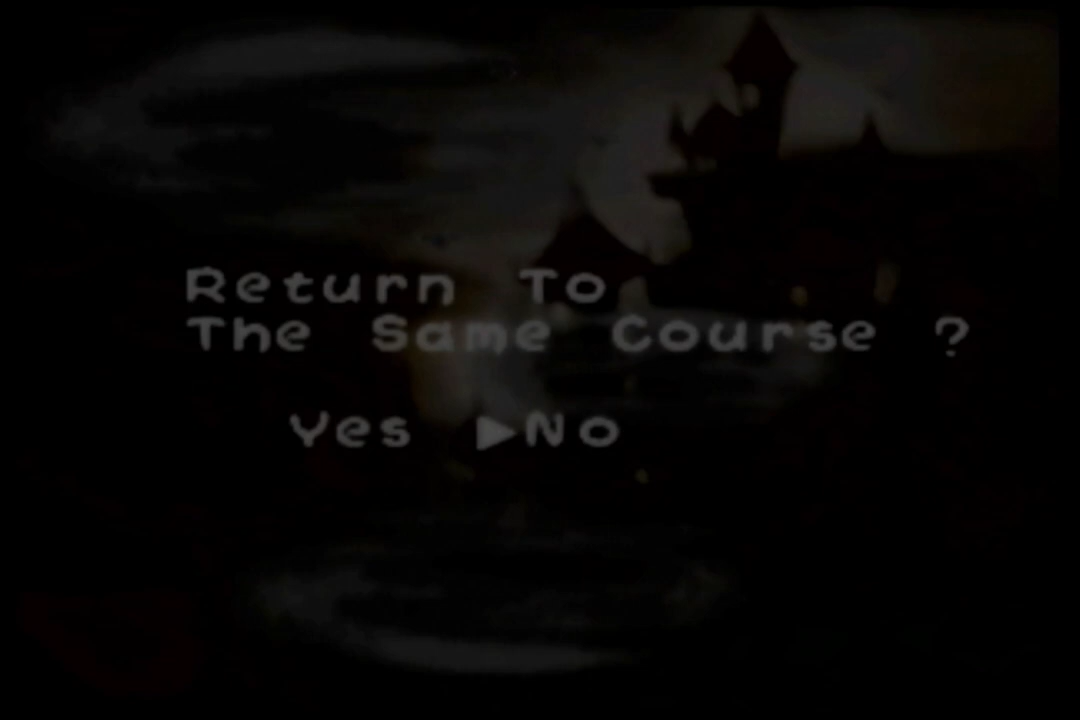 Return To
The Same Course ?
Yes ▶No